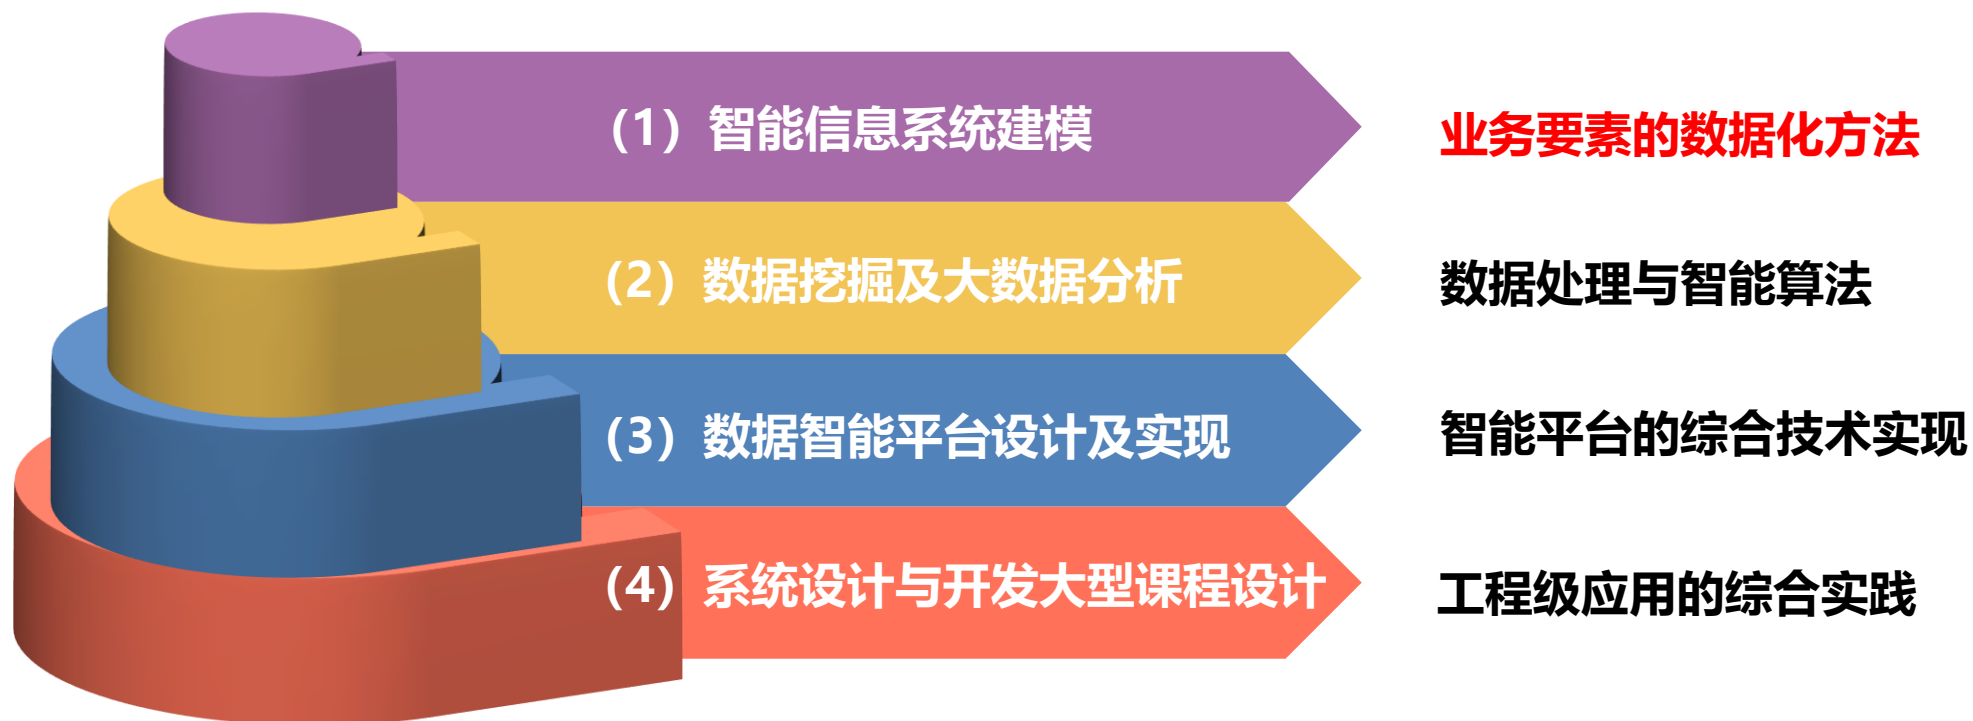 （1）智能信息系统建模
业务要素的数据化方法
（2）数据挖掘及大数据分析
数据处理与智能算法
（3）数据智能平台设计及实现
智能平台的综合技术实现
（4）系统设计与开发大型课程设计
工程级应用的综合实践